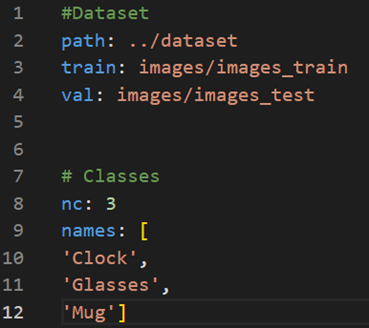 1 #Dataset
2 path: ../dataset
3 train: images/images_train
4 val: images/images_test
5
6
7 # Classes
8 nc: 3
9 names: [
10 'Clock',
11 'Glasses',
12 'Mug']